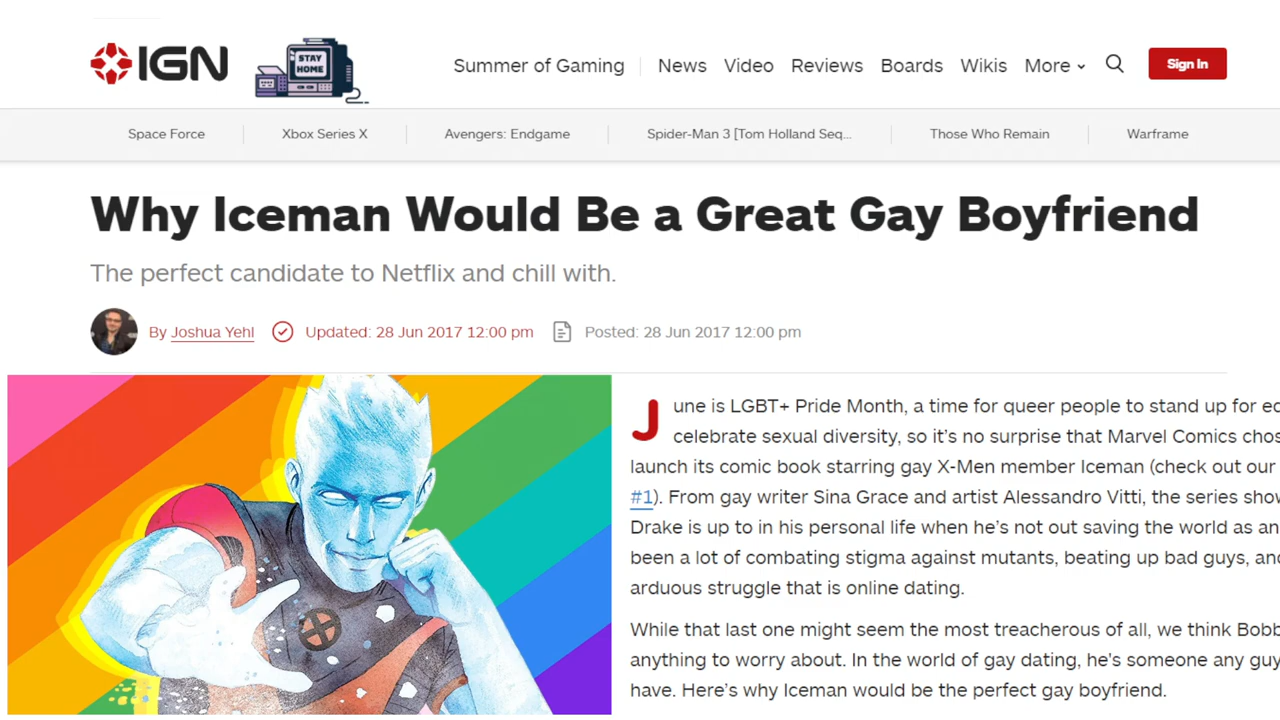 IGN
STAY
HOME
Summer of Gaming News Video Reviews Boards Wikis More Sign In
Space Force Xbox Series X Avengers: Endgame Spider-Man 3 [Tom Holland Seq... Those Who Remain Warframe
Why Iceman Would Be a Great Gay Boyfriend
The perfect candidate to Netflix and chill with.
By Joshua Yehl Updated: 28 Jun 2017 12:00 pm Posted: 28 Jun 2017 12:00 pm
June is LGBT+ Pride Month, a time for queer people to stand up for
celebrate sexual diversity, so it's no surprise that Marvel Comics
launch its comic book starring gay X-Men member Iceman (check out our
#1). From gay writer Sina Grace and artist Alessandro Vitti, the series
Drake is up to in his personal life when he's not out saving the world as
been a lot of combating stigma against mutants, beating up bad guys,
arduous struggle that is online dating.
While that last one might seem the most treacherous of all, we think
anything to worry about. In the world of gay dating, he's someone any
have. Here's why Iceman would be the perfect gay boyfriend.